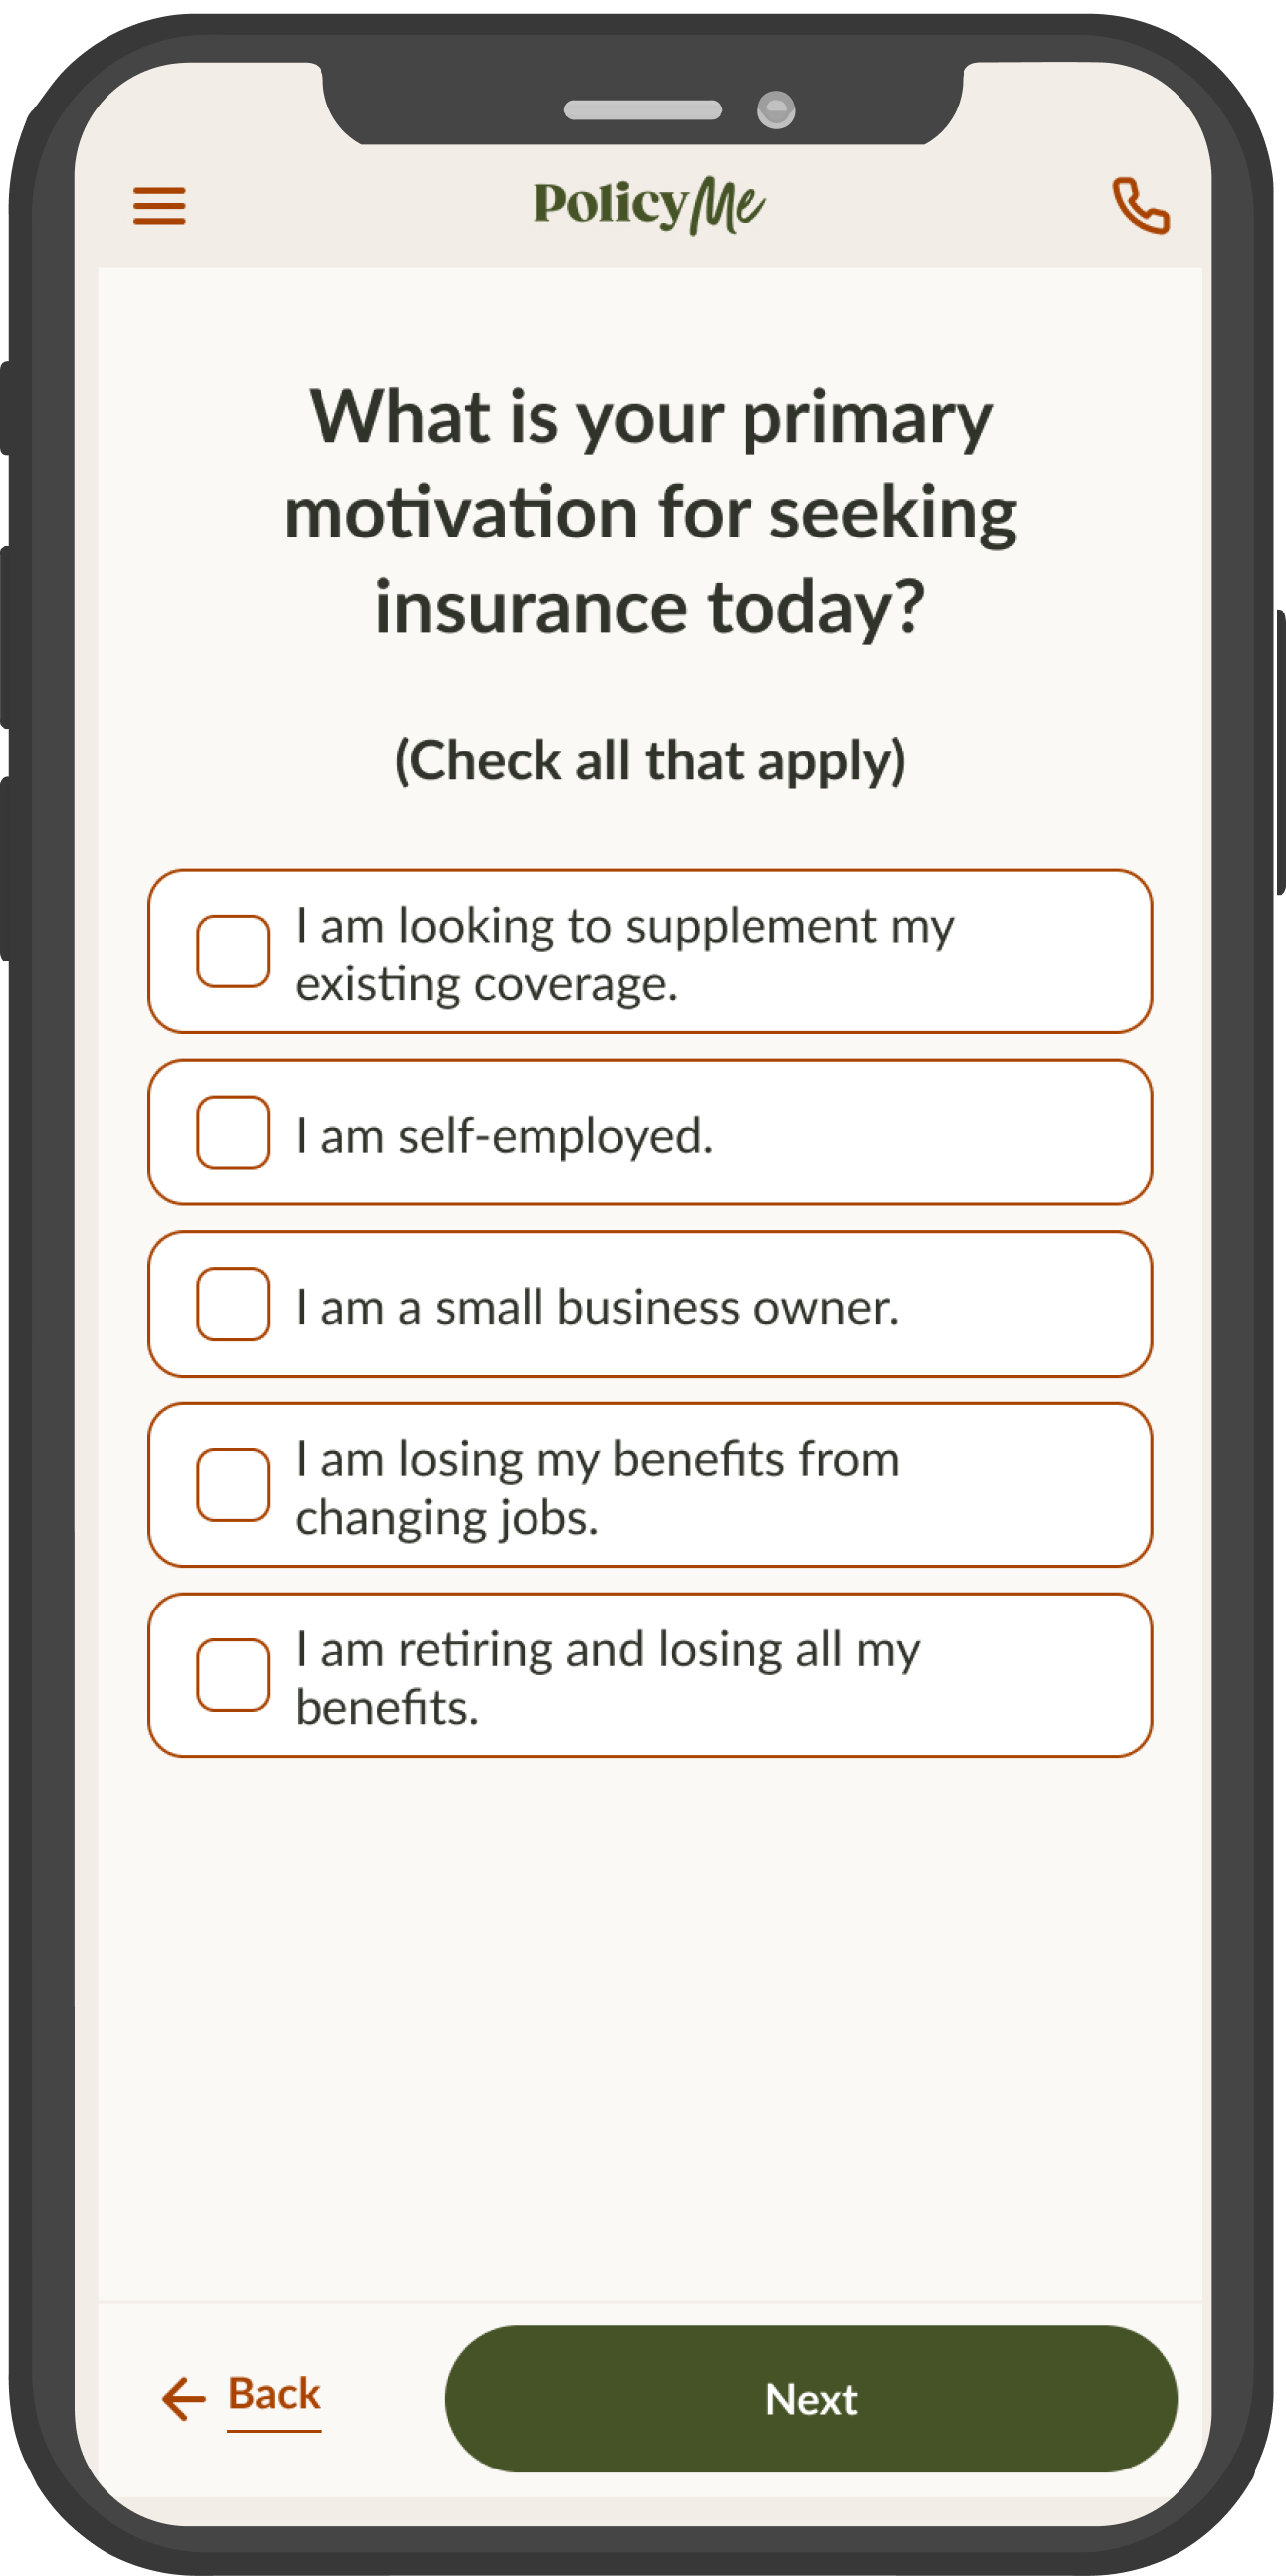 PolicyMe
What is your primary
motivation for seeking
insurance today?
(Check all that apply)
I am looking to supplement my
existing coverage.
I am self-employed.
I am a small business owner.
I am losing my benefits from
changing jobs.
I am retiring and losing all my
benefits.
Back
Next